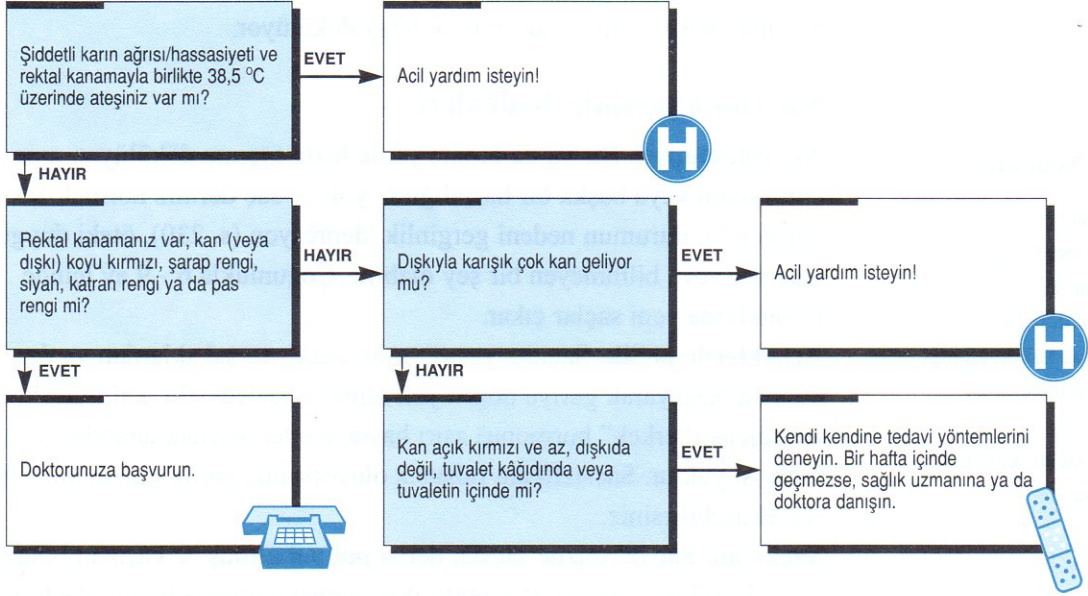 Şiddetli karın ağrısı/hassasiyeti ve
rektal kanamayla birlikte 38,5 °C
üzerinde ateşiniz var mı?
EVET
Acil yardım isteyin!
H
HAYIR
Rektal kanamanız var; kan (veya
dışkı) koyu kırmızı, şarap rengi,
siyah, katran rengi ya da pas
rengi mi?
HAYIR
Dışkıyla karışık çok kan geliyor
mu?
EVET
Acil yardım isteyin!
H
EVET
HAYIR
Doktorunuza başvurun.
Kan açık kırmızı ve az, dışkıda
değil, tuvalet kâğıdında veya
tuvaletin içinde mi?
EVET
Kendi kendine tedavi yöntemlerini
deneyin. Bir hafta içinde
geçmezse, sağlık uzmanına ya da
doktora danışın.